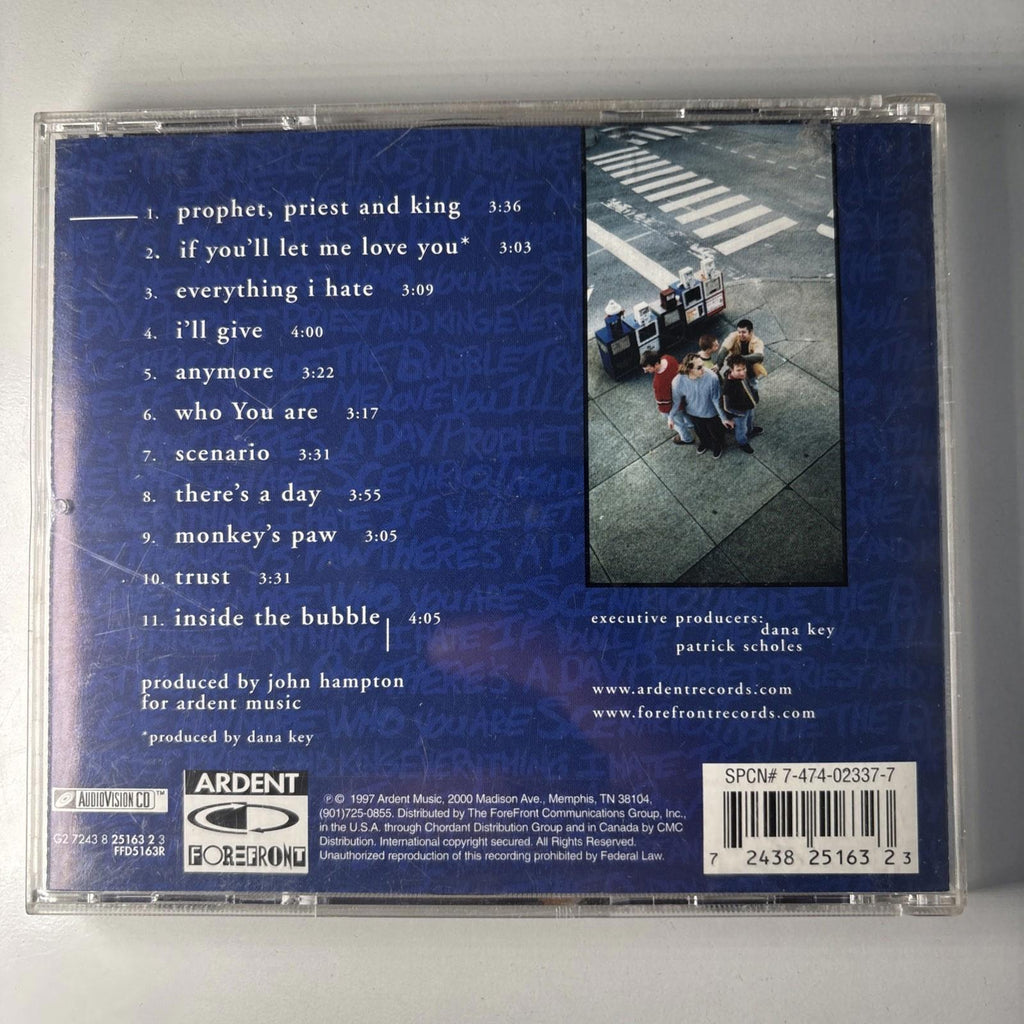 1. prophet, priest and king 3:36
2. if you'll let me love you* 3:03
3. everything i hate 3:09
4. i'll give 4:00
5. anymore 3:22
6. who You are 3:17
7. scenario 3:31
8. there's a day 3:55
9. monkey's paw 3:05
10. trust 3:31
11. inside the bubble 4:05
produced by john hampton
for ardent music
*produced by dana key
executive producers:
dana key
patrick scholes
www.ardentrecords.com
www.forefrontrecords.com
AUDIOVISION CD™
G2 7243 8 25163 2 3
FFD5163R
ARDENT
FOREFRONT
℗© 1997 Ardent Music, 2000 Madison Ave., Memphis, TN 38104,
(901)725-0855. Distributed by The ForeFront Communications Group, Inc.,
in the U.S.A. through Chordant Distribution Group and in Canada by CMC
Distribution. International copyright secured. All Rights Reserved.
Unauthorized reproduction of this recording prohibited by Federal Law.
SPCN# 7-474-02337-7
7 2438 25163 2 3